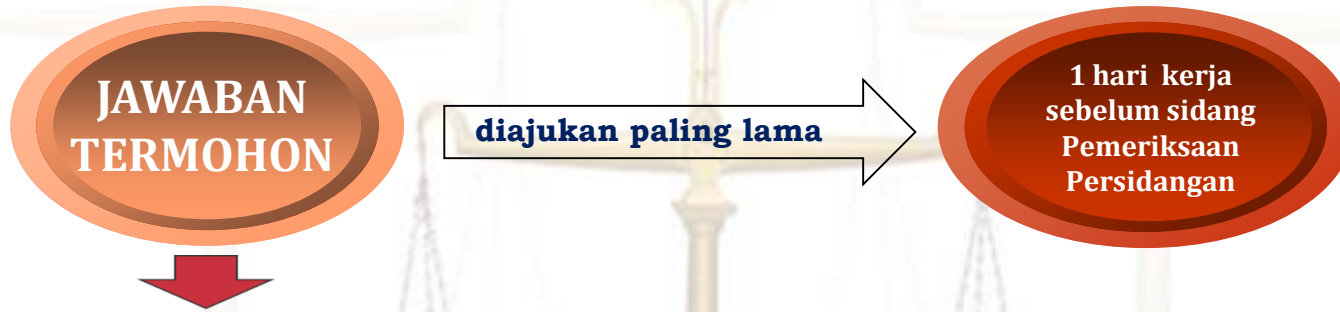 JAWABAN
TERMOHON
diajukan paling lama
1 hari kerja
sebelum sidang
Pemeriksaan
Persidangan